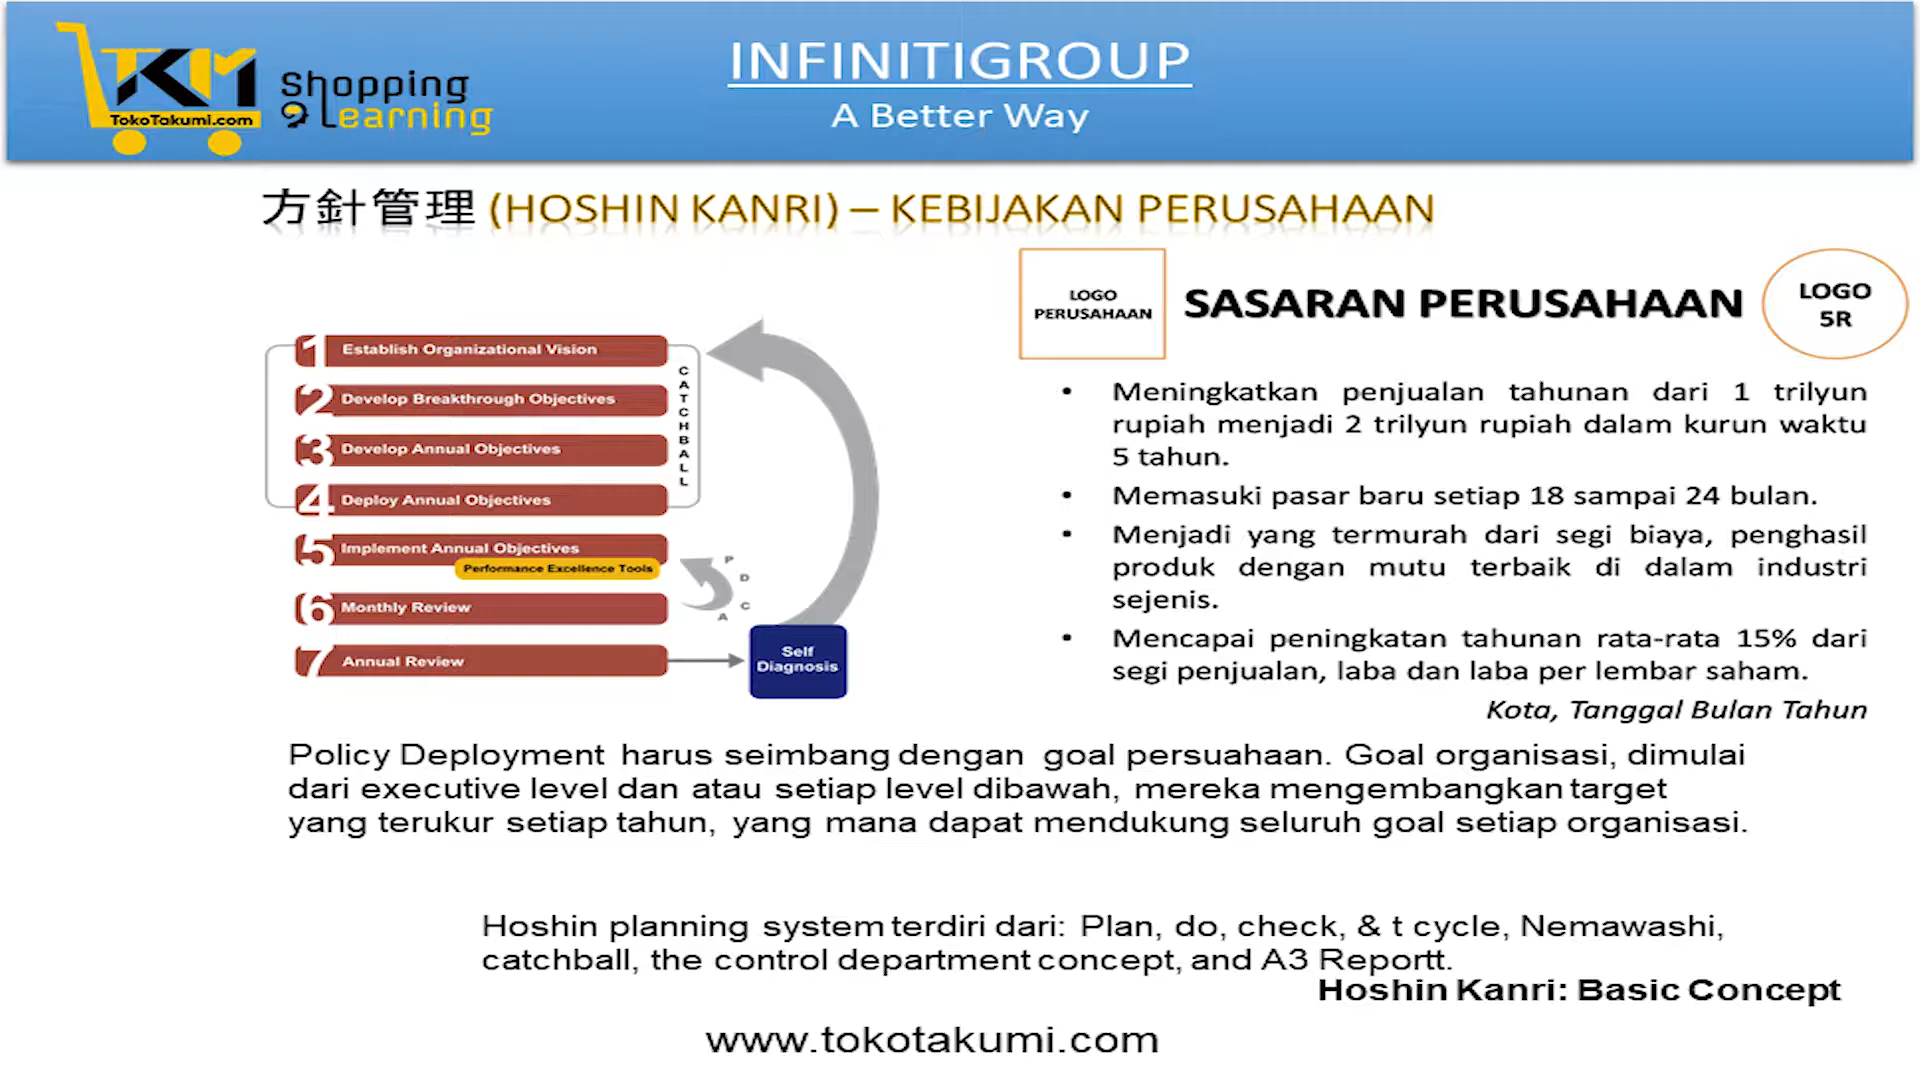 TKM
TokoTakumi.com
Shopping
Learning
INFINITIGROUP
A Better Way
方針管理 (HOSHIN KANRI) – KEBIJAKAN PERUSAHAAN
1 Establish Organizational Vision
2 Develop Breakthrough Objectives
3 Develop Annual Objectives
4 Deploy Annual Objectives
5 Implement Annual Objectives
Performance Excellence Tools
6 Monthly Review
7 Annual Review
CATCHBALL
P
D
C
A
Self
Diagnosis
LOGO
PERUSAHAAN
SASARAN PERUSAHAAN
LOGO
5R
• Meningkatkan penjualan tahunan dari 1 trilyun
rupiah menjadi 2 trilyun rupiah dalam kurun waktu
5 tahun.
• Memasuki pasar baru setiap 18 sampai 24 bulan.
• Menjadi yang termurah dari segi biaya, penghasil
produk dengan mutu terbaik di dalam industri
sejenis.
• Mencapai peningkatan tahunan rata-rata 15% dari
segi penjualan, laba dan laba per lembar saham.
Kota, Tanggal Bulan Tahun
Policy Deployment harus seimbang dengan goal persuahaan. Goal organisasi, dimulai
dari executive level dan atau setiap level dibawah, mereka mengembangkan target
yang terukur setiap tahun, yang mana dapat mendukung seluruh goal setiap organisasi.
Hoshin planning system terdiri dari: Plan, do, check, & t cycle, Nemawashi,
catchball, the control department concept, and A3 Reportt.
Hoshin Kanri: Basic Concept
www.tokotakumi.com